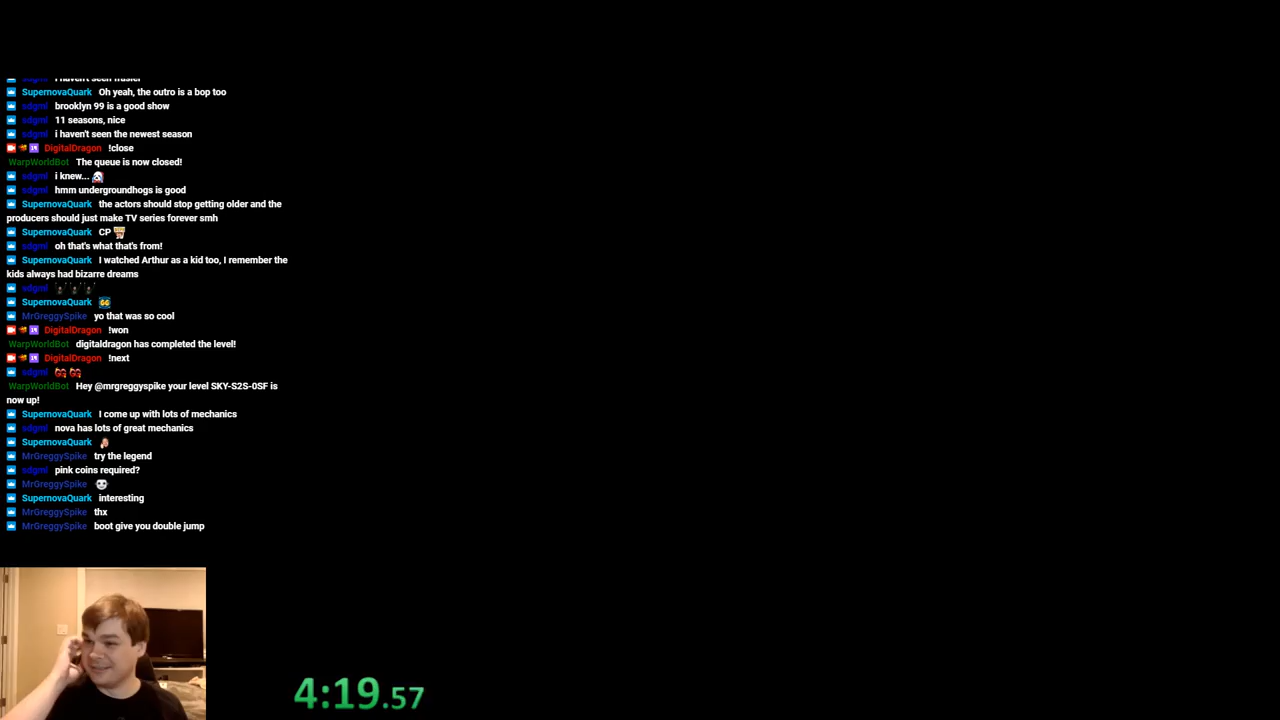 sdgml i haven't seen frasier
SupernovaQuark Oh yeah, the outro is a bop too
sdgml brooklyn 99 is a good show
sdgml 11 seasons, nice
sdgml i haven't seen the newest season
DigitalDragon !close
WarpWorldBot The queue is now closed!
sdgml i knew...
sdgml hmm undergroundhogs is good
SupernovaQuark the actors should stop getting older and the
producers should just make TV series forever smh
SupernovaQuark CP
sdgml oh that's what that's from!
SupernovaQuark I watched Arthur as a kid too, I remember the
kids always had bizarre dreams
sdgml
SupernovaQuark
MrGreggySpike yo that was so cool
DigitalDragon !won
WarpWorldBot digitaldragon has completed the level!
DigitalDragon !next
sdgml
WarpWorldBot Hey @mrgreggyspike your level SKY-S2S-0SF is
now up!
SupernovaQuark I come up with lots of mechanics
sdgml nova has lots of great mechanics
SupernovaQuark
MrGreggySpike try the legend
sdgml pink coins required?
MrGreggySpike
SupernovaQuark interesting
MrGreggySpike thx
MrGreggySpike boot give you double jump
4:19.57